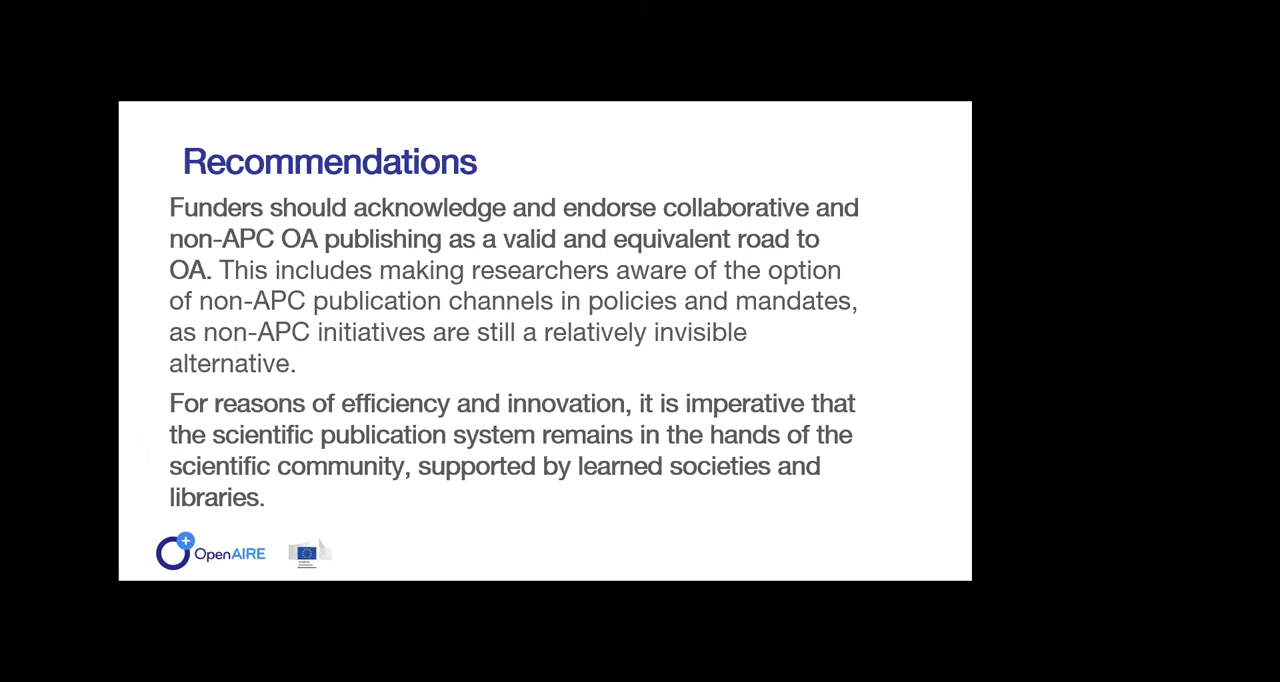 Recommendations
Funders should acknowledge and endorse collaborative and
non-APC OA publishing as a valid and equivalent road to
OA. This includes making researchers aware of the option
of non-APC publication channels in policies and mandates,
as non-APC initiatives are still a relatively invisible
alternative.
For reasons of efficiency and innovation, it is imperative that
the scientific publication system remains in the hands of the
scientific community, supported by learned societies and
libraries.
OpenAIRE